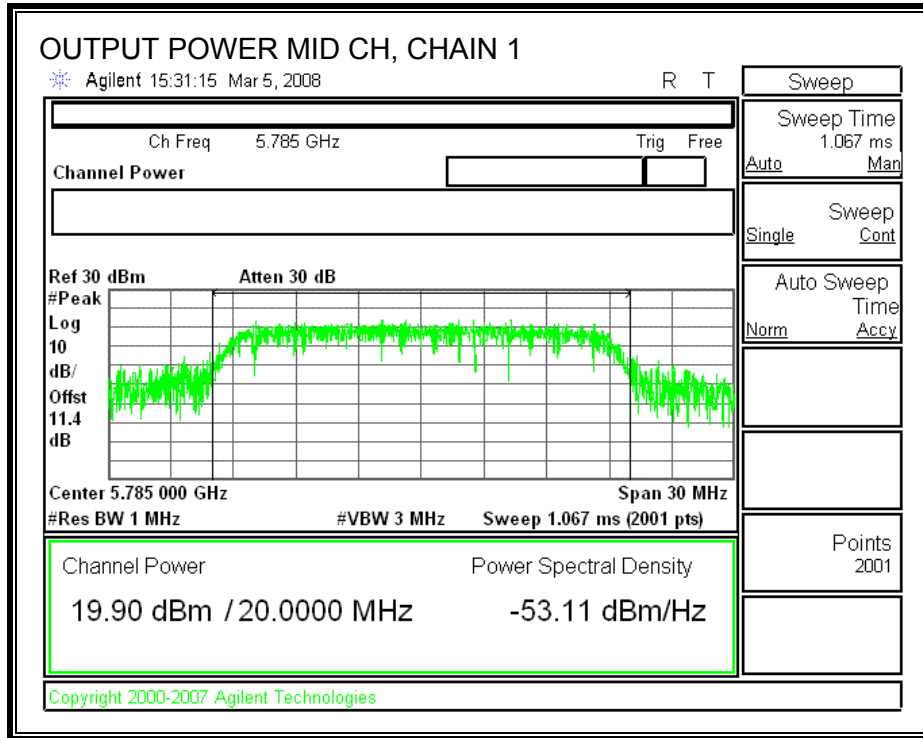 OUTPUT POWER MID CH, CHAIN 1
Agilent 15:31:15 Mar 5, 2008 R T
Sweep
Ch Freq 5.785 GHz Trig Free
Channel Power
Sweep Time
1.067 ms
Auto Man
Sweep
Single Cont
Auto Sweep
Time
Norm Accy
Points
2001
Ref 30 dBm Atten 30 dB
#Peak
Log
10
dB/
Offst
11.4
dB
Center 5.785 000 GHz Span 30 MHz
#Res BW 1 MHz #VBW 3 MHz Sweep 1.067 ms (2001 pts)
Channel Power Power Spectral Density
19.90 dBm / 20.0000 MHz -53.11 dBm/Hz
Copyright 2000-2007 Agilent Technologies